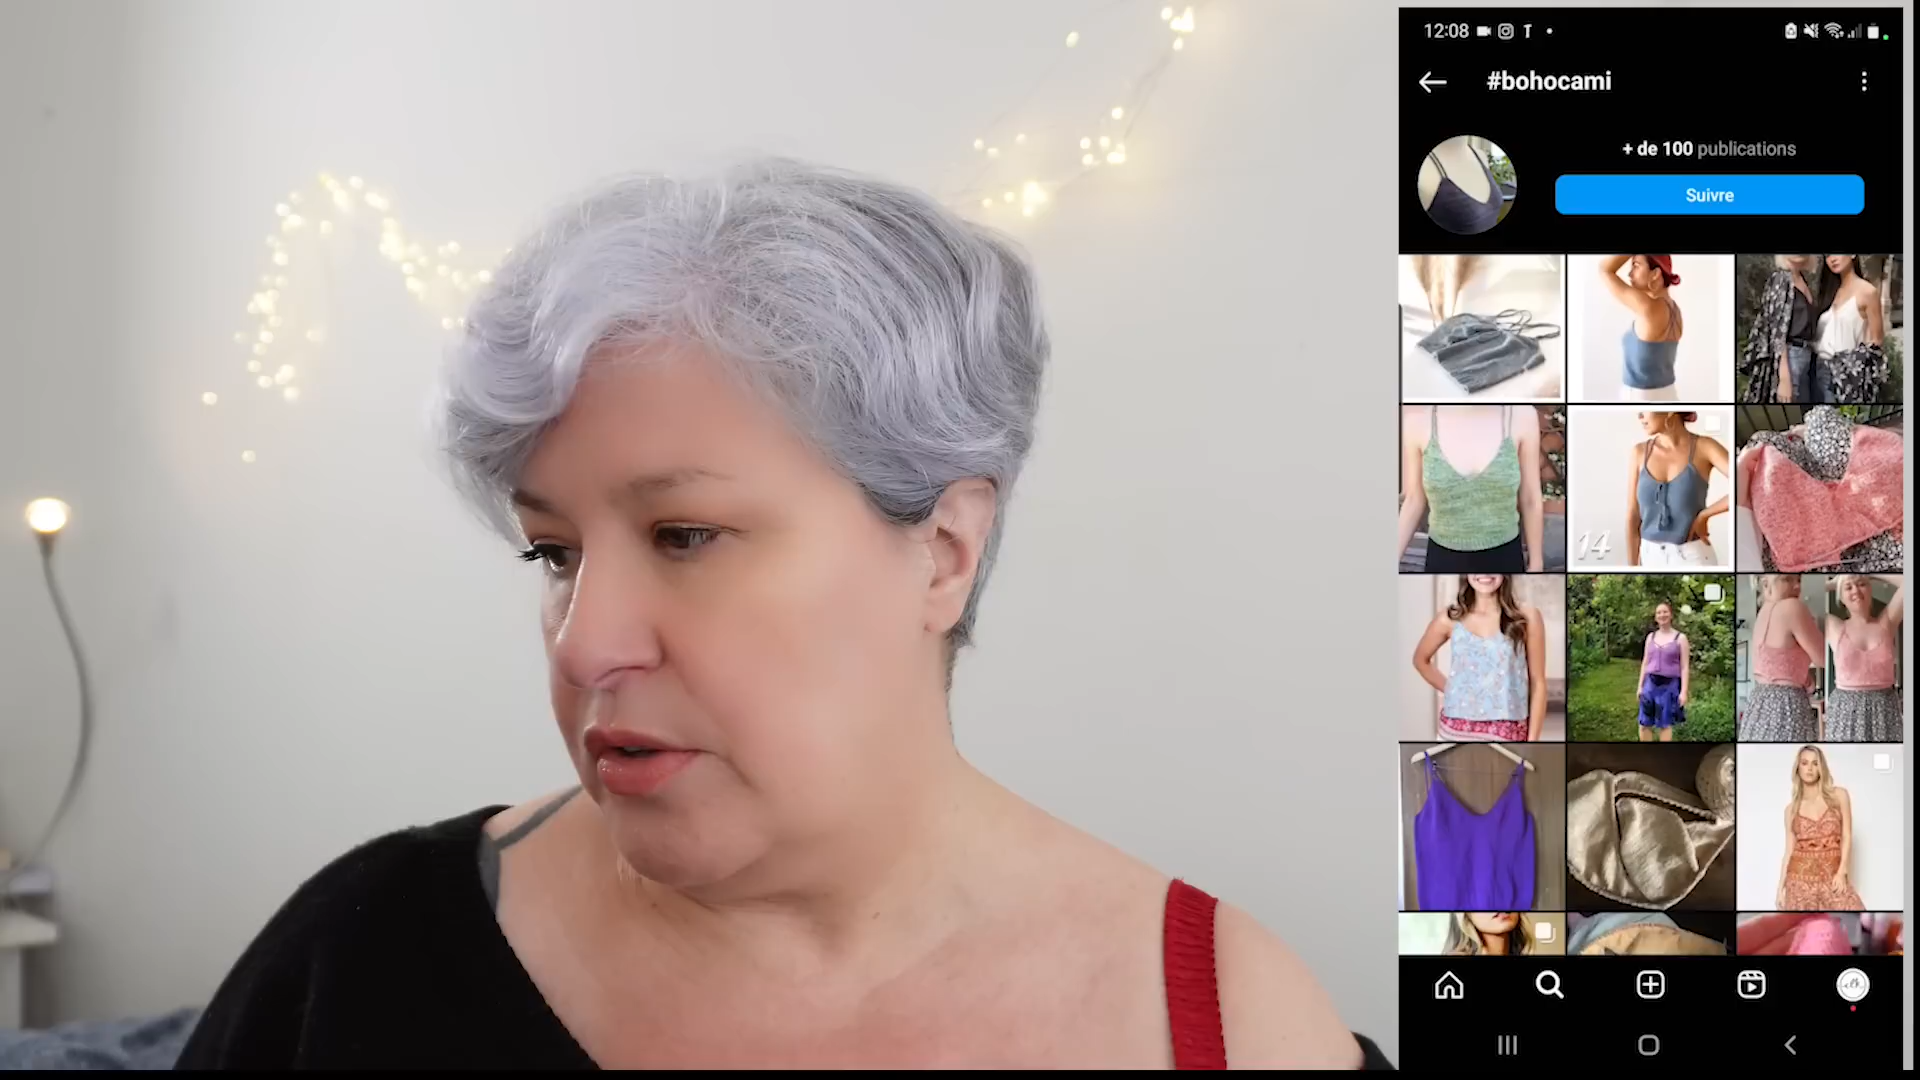 12:08
#bohocami
+ de 100 publications
Suivre
14